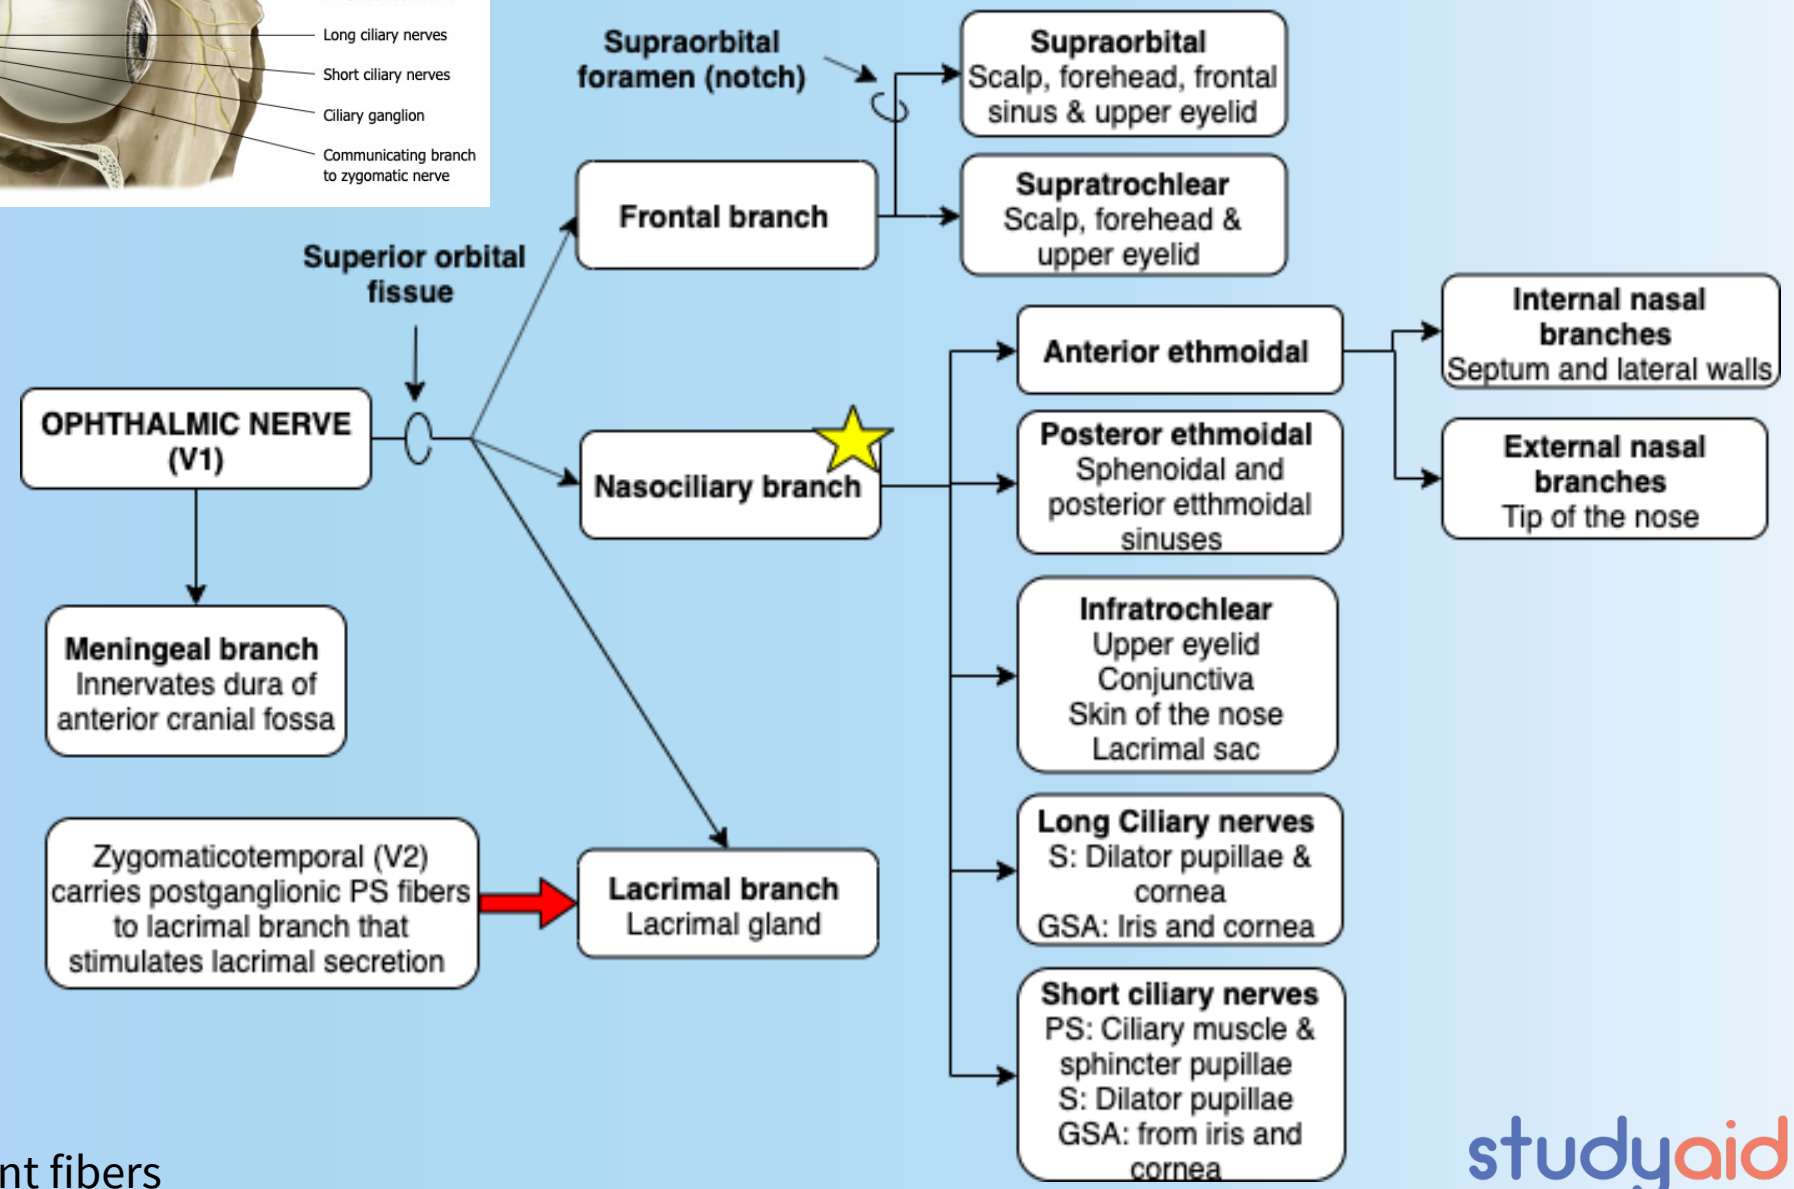 Long ciliary nerves
Short ciliary nerves
Ciliary ganglion
Communicating branch
to zygomatic nerve
Supraorbital
foramen (notch)
Supraorbital
Scalp, forehead, frontal
sinus & upper eyelid
Frontal branch
Supratrochlear
Scalp, forehead &
upper eyelid
Superior orbital
fissue
OPHTHALMIC NERVE
(V1)
Nasociliary branch
Anterior ethmoidal
Internal nasal
branches
Septum and lateral walls
External nasal
branches
Tip of the nose
Posteror ethmoidal
Sphenoidal and
posterior etthmoidal
sinuses
Infratrochlear
Upper eyelid
Conjunctiva
Skin of the nose
Lacrimal sac
Meningeal branch
Innervates dura of
anterior cranial fossa
Zygomaticotemporal (V2)
carries postganglionic PS fibers
to lacrimal branch that
stimulates lacrimal secretion
Lacrimal branch
Lacrimal gland
Long Ciliary nerves
S: Dilator pupillae &
cornea
GSA: Iris and cornea
Short ciliary nerves
PS: Ciliary muscle &
sphincter pupillae
S: Dilator pupillae
GSA: from iris and
cornea
nt fibers
studyaid